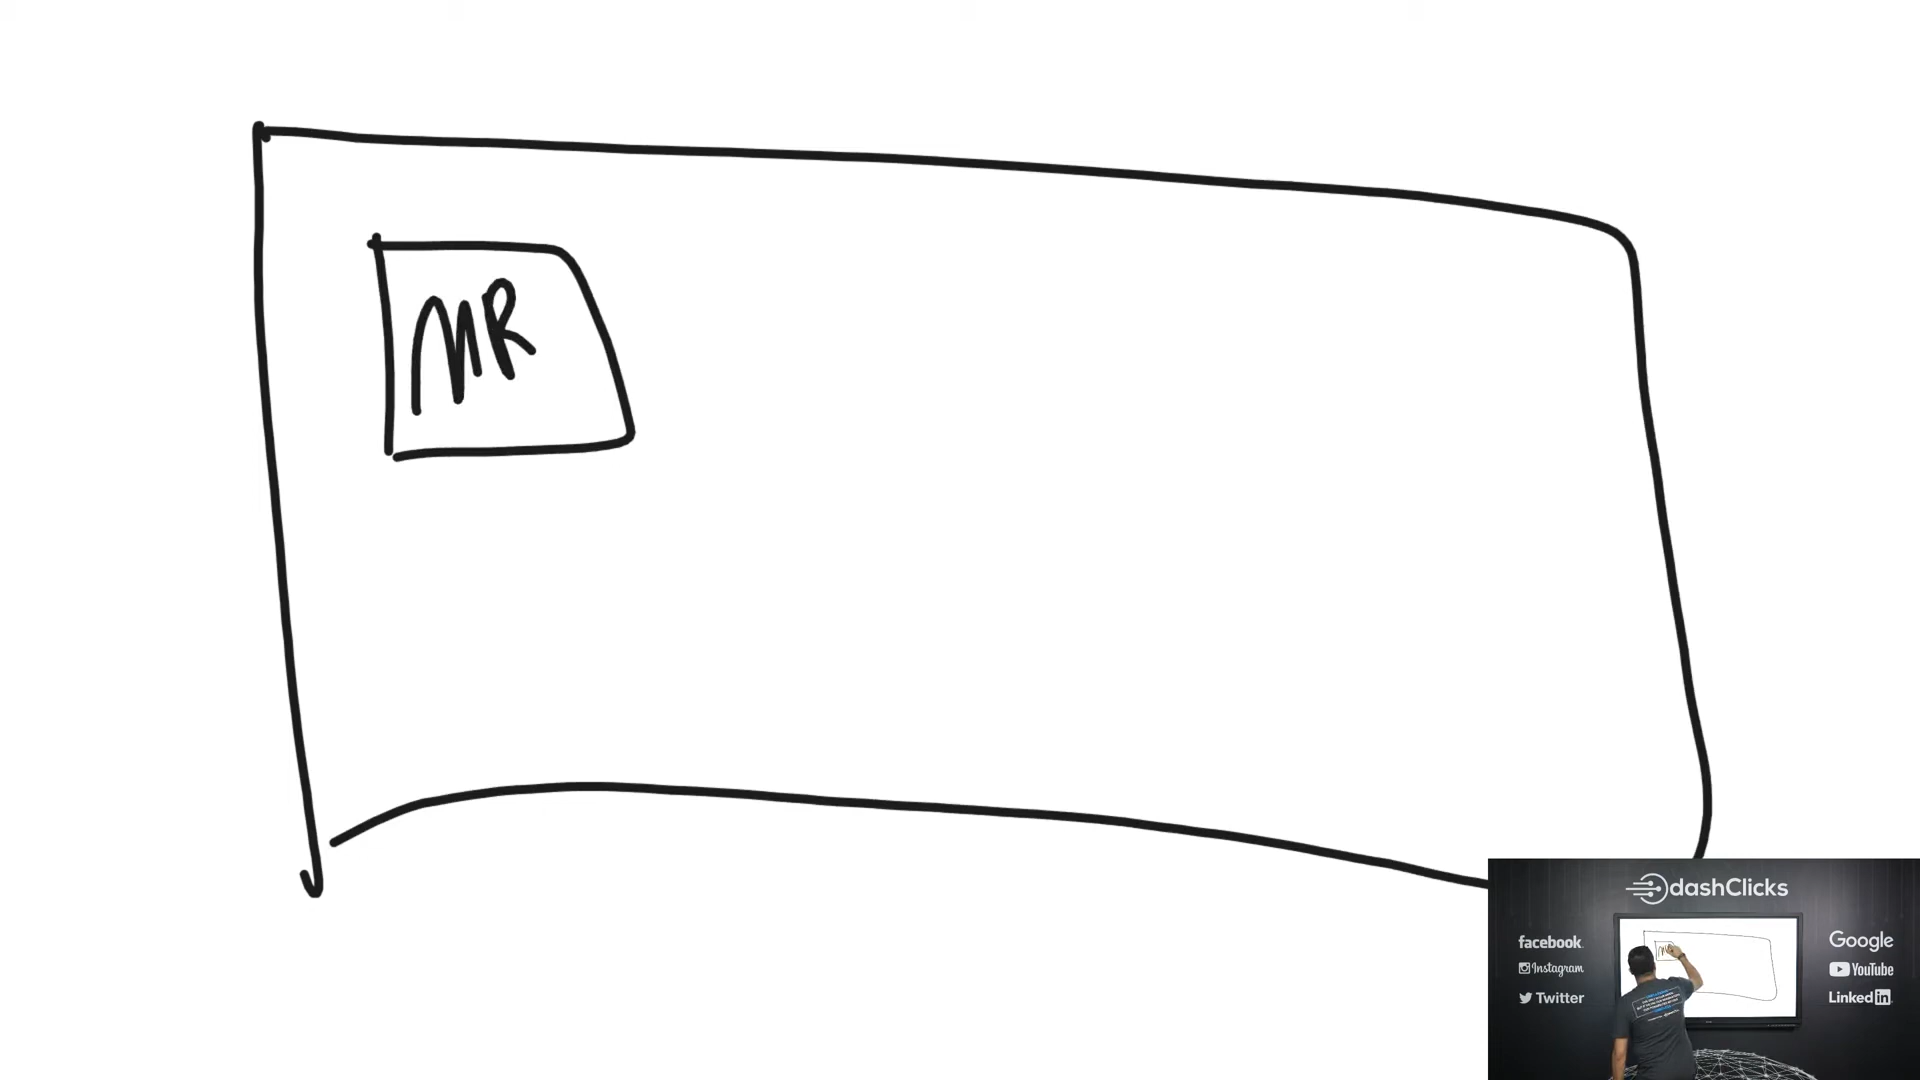 MR
dashClicks
facebook.
Instagram
Twitter
Google
YouTube
Linked in